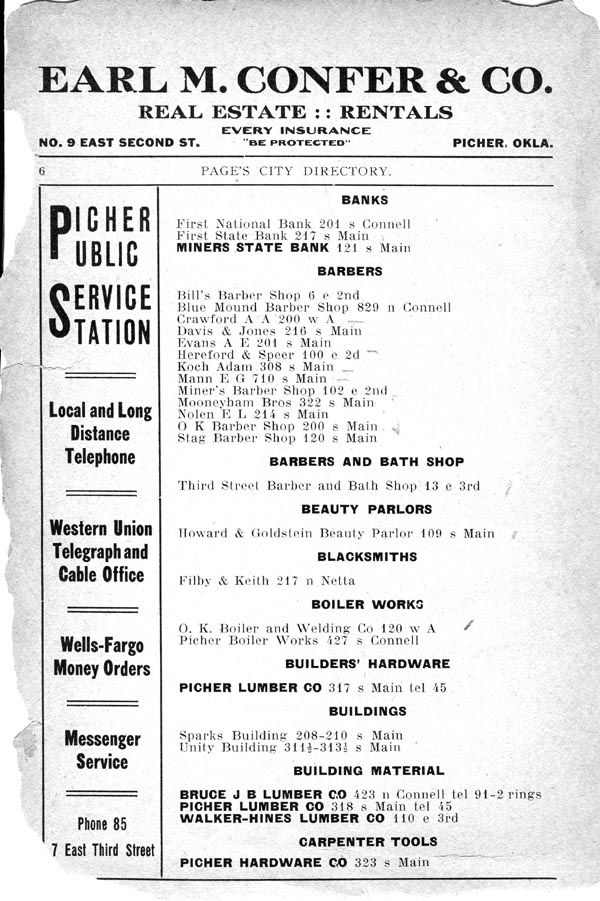 EARL M. CONFER & CO.
REAL ESTATE :: RENTALS
EVERY INSURANCE
NO. 9 EAST SECOND ST. "BE PROTECTED" PICHER, OKLA.
6 PAGE'S CITY DIRECTORY.
PICHER
PUBLIC
SERVICE
STATION
Local and Long
Distance
Telephone
Western Union
Telegraph and
Cable Office
Wells-Fargo
Money Orders
Messenger
Service
Phone 85
7 East Third Street
BANKS
First National Bank 201 s Connell
First State Bank 217 s Main
MINERS STATE BANK 121 s Main
BARBERS
Bill's Barber Shop 6 e 2nd
Blue Mound Barber Shop 829 n Connell
Crawford A A 200 w A
Davis & Jones 216 s Main
Evans A E 201 s Main
Hereford & Speer 100 e 2d
Koch Adam 308 s Main
Mann E G 710 s Main
Miner's Barber Shop 102 e 2nd
Mooneyham Bros 322 s Main
Nolen E L 214 s Main
O K Barber Shop 200 s Main
Stag Barber Shop 120 s Main
BARBERS AND BATH SHOP
Third Street Barber and Bath Shop 13 e 3rd
BEAUTY PARLORS
Howard & Goldstein Beauty Parlor 109 s Main
BLACKSMITHS
Filby & Keith 217 n Netta
BOILER WORKS
O. K. Boiler and Welding Co 120 w A
Picher Boiler Works 427 s Connell
BUILDERS' HARDWARE
PICHER LUMBER CO 317 s Main tel 45
BUILDINGS
Sparks Building 208-210 s Main
Unity Building 311½-313½ s Main
BUILDING MATERIAL
BRUCE J B LUMBER CO 423 n Connell tel 91-2 rings
PICHER LUMBER CO 318 s Main tel 45
WALKER-HINES LUMBER CO 110 e 3rd
CARPENTER TOOLS
PICHER HARDWARE CO 323 s Main